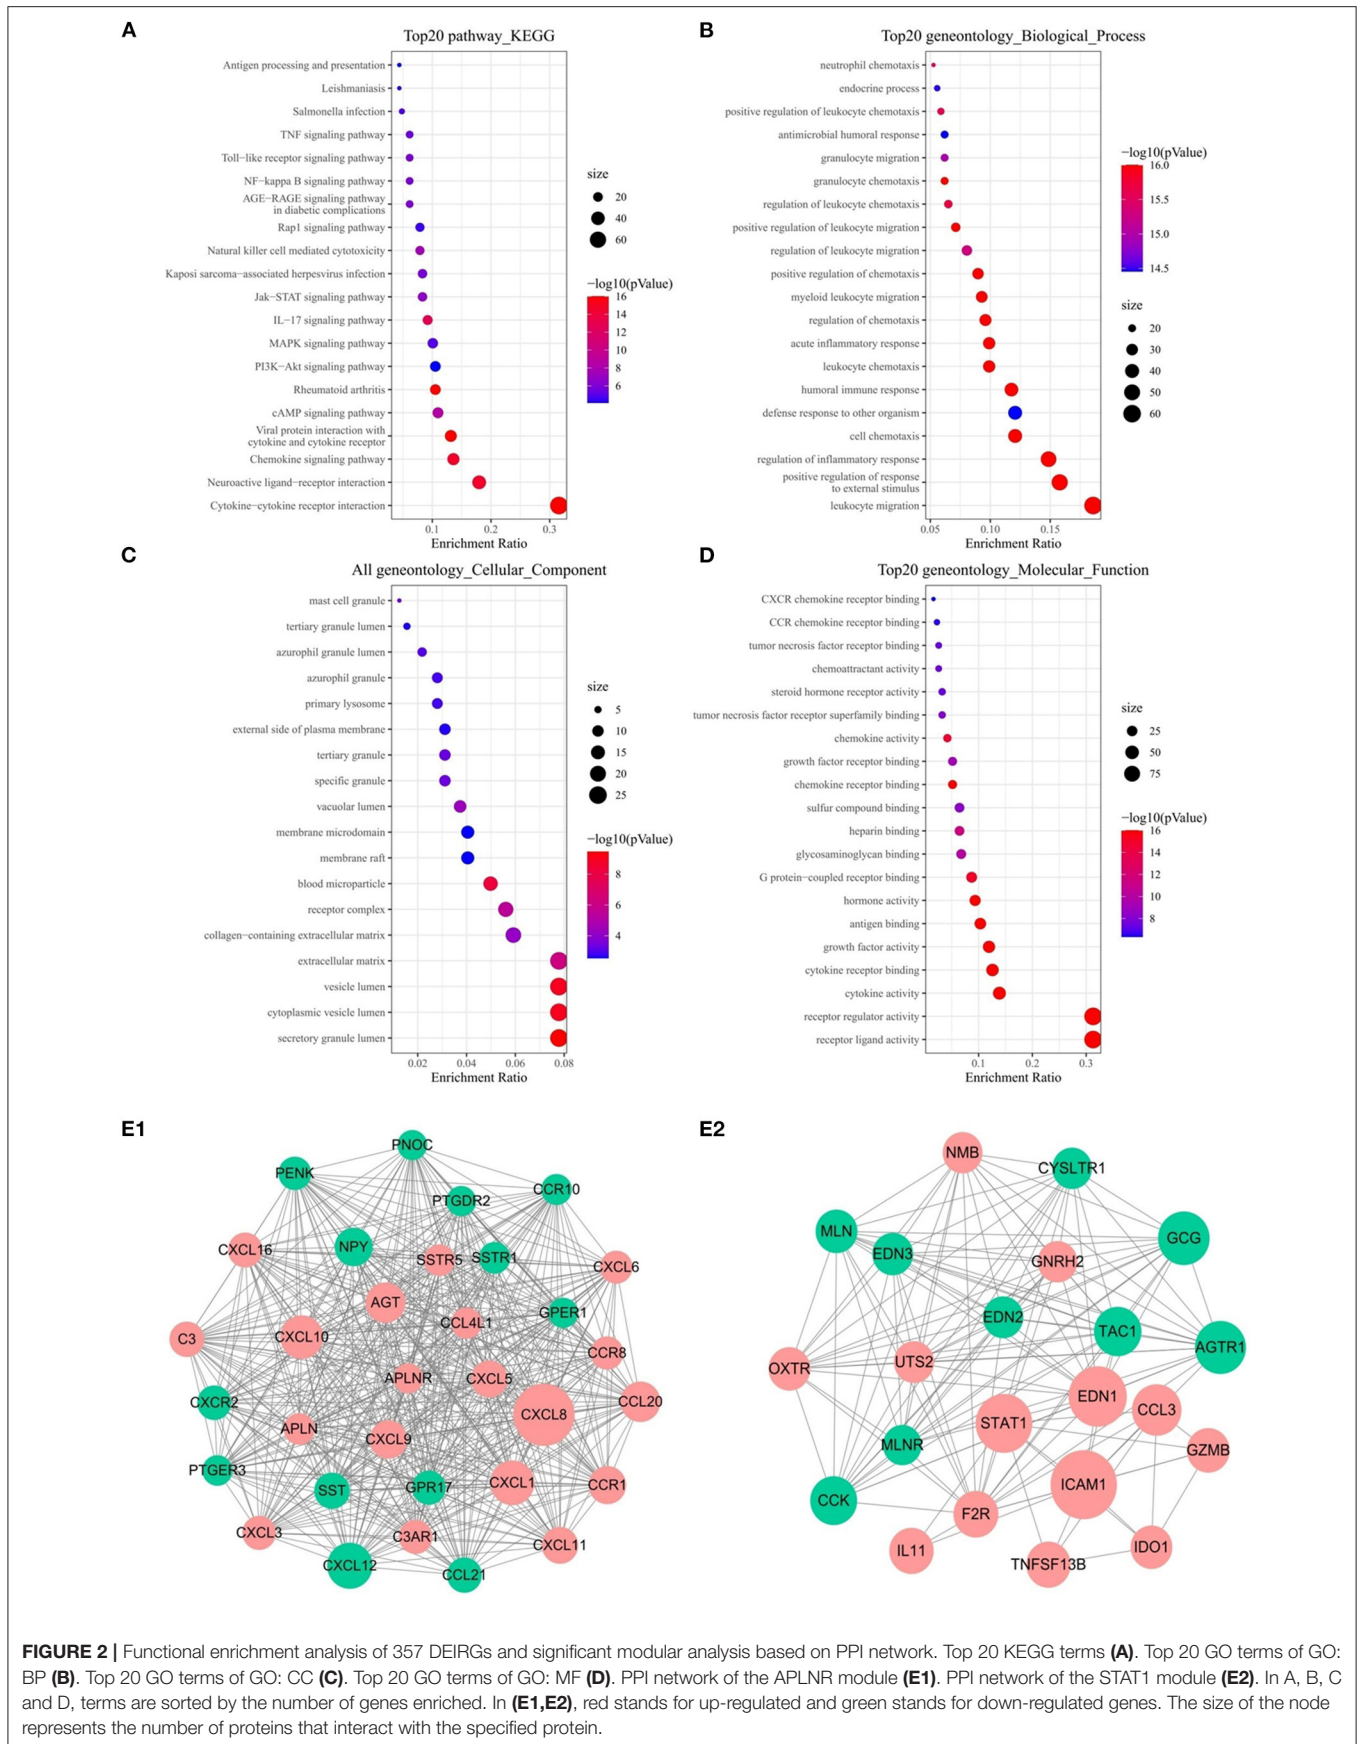 A
Top20 pathway_KEGG
Antigen processing and presentation
Leishmaniasis
Salmonella infection
TNF signaling pathway
Toll−like receptor signaling pathway
NF−kappa B signaling pathway
AGE−RAGE signaling pathway
in diabetic complications
Rap1 signaling pathway
Natural killer cell mediated cytotoxicity
Kaposi sarcoma−associated herpesvirus infection
Jak−STAT signaling pathway
IL−17 signaling pathway
MAPK signaling pathway
PI3K−Akt signaling pathway
Rheumatoid arthritis
cAMP signaling pathway
Viral protein interaction with
cytokine and cytokine receptor
Chemokine signaling pathway
Neuroactive ligand−receptor interaction
Cytokine−cytokine receptor interaction
0.1 0.2 0.3
Enrichment Ratio
size
20
40
60
−log10(pValue)
16
14
12
10
8
6
B
Top20 geneontology_Biological_Process
neutrophil chemotaxis
endocrine process
positive regulation of leukocyte chemotaxis
antimicrobial humoral response
granulocyte migration
granulocyte chemotaxis
regulation of leukocyte chemotaxis
positive regulation of leukocyte migration
regulation of leukocyte migration
positive regulation of chemotaxis
myeloid leukocyte migration
regulation of chemotaxis
acute inflammatory response
leukocyte chemotaxis
humoral immune response
defense response to other organism
cell chemotaxis
regulation of inflammatory response
positive regulation of response
to external stimulus
leukocyte migration
0.05 0.10 0.15
Enrichment Ratio
−log10(pValue)
16.0
15.5
15.0
14.5
size
20
30
40
50
60
C
All geneontology_Cellular_Component
mast cell granule
tertiary granule lumen
azurophil granule lumen
azurophil granule
primary lysosome
external side of plasma membrane
tertiary granule
specific granule
vacuolar lumen
membrane microdomain
membrane raft
blood microparticle
receptor complex
collagen−containing extracellular matrix
extracellular matrix
vesicle lumen
cytoplasmic vesicle lumen
secretory granule lumen
0.02 0.04 0.06 0.08
Enrichment Ratio
size
5
10
15
20
25
−log10(pValue)
8
6
4
D
Top20 geneontology_Molecular_Function
CXCR chemokine receptor binding
CCR chemokine receptor binding
tumor necrosis factor receptor binding
chemoattractant activity
steroid hormone receptor activity
tumor necrosis factor receptor superfamily binding
chemokine activity
growth factor receptor binding
chemokine receptor binding
sulfur compound binding
heparin binding
glycosaminoglycan binding
G protein−coupled receptor binding
hormone activity
antigen binding
growth factor activity
cytokine receptor binding
cytokine activity
receptor regulator activity
receptor ligand activity
0.1 0.2 0.3
Enrichment Ratio
size
25
50
75
−log10(pValue)
16
14
12
10
8
E1
PNOC
PENK
CCR10
PTGDR2
NPY
CXCL16
SSTR5
SSTR1
CXCL6
AGT
GPER1
CCL4L1
C3
CXCL10
CCR8
APLNR
CXCL5
CXCR2
CCL20
CXCL8
APLN
CXCL9
PTGER3
SST
GPR17
CXCL1
CCR1
CXCL3
C3AR1
CXCL11
CXCL12
CCL21
E2
NMB
CYSLTR1
MLN
EDN3
GCG
GNRH2
EDN2
TAC1
AGTR1
OXTR
UTS2
EDN1
CCL3
STAT1
MLNR
GZMB
ICAM1
CCK
F2R
IL11
TNFSF13B
IDO1
FIGURE 2 | Functional enrichment analysis of 357 DEIRGs and significant modular analysis based on PPI network. Top 20 KEGG terms (A). Top 20 GO terms of GO:
BP (B). Top 20 GO terms of GO: CC (C). Top 20 GO terms of GO: MF (D). PPI network of the APLNR module (E1). PPI network of the STAT1 module (E2). In A, B, C
and D, terms are sorted by the number of genes enriched. In (E1,E2), red stands for up-regulated and green stands for down-regulated genes. The size of the node
represents the number of proteins that interact with the specified protein.